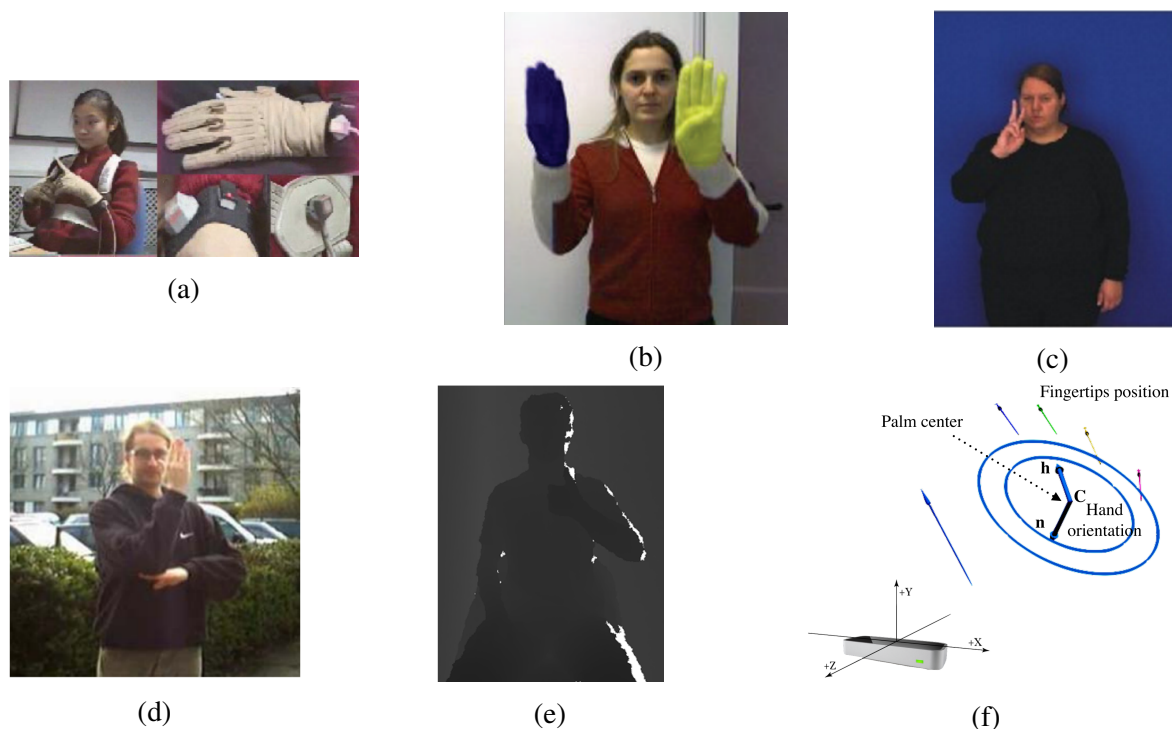 (a)
(b)
(c)
Fingertips position
Palm center
h
C
n
Hand
orientation
+Y
+X
+Z
(d)
(e)
(f)